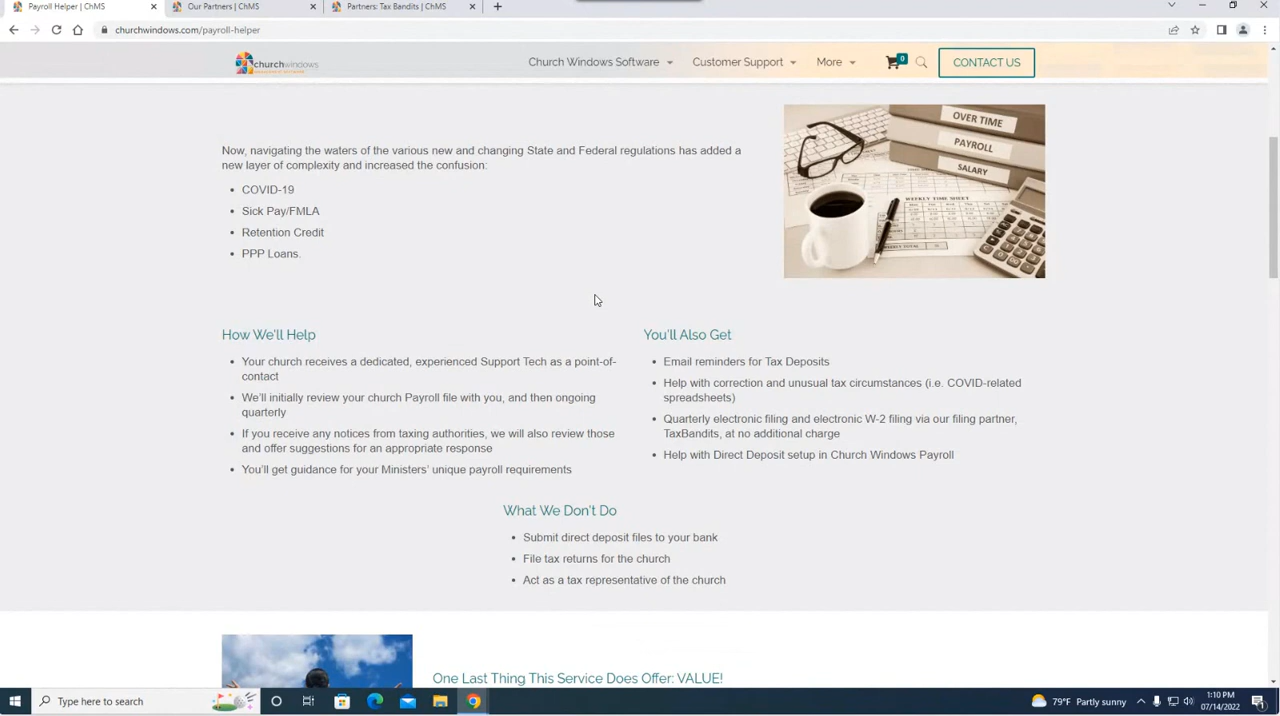 Payroll Helper | ChMS
Our Partners | ChMS
Partners: Tax Bandits | ChMS
churchwindows.com/payroll-helper
churchwindows
Church Windows Software
Customer Support
More
0
CONTACT US
Now, navigating the waters of the various new and changing State and Federal regulations has added a
new layer of complexity and increased the confusion:
• COVID-19
• Sick Pay/FMLA
• Retention Credit
• PPP Loans.
OVER TIME
PAYROLL
SALARY
WEEKLY TIME SHEET
How We'll Help
• Your church receives a dedicated, experienced Support Tech as a point-of-
contact
• We'll initially review your church Payroll file with you, and then ongoing
quarterly
• If you receive any notices from taxing authorities, we will also review those
and offer suggestions for an appropriate response
• You'll get guidance for your Ministers' unique payroll requirements
You'll Also Get
• Email reminders for Tax Deposits
• Help with correction and unusual tax circumstances (i.e. COVID-related
spreadsheets)
• Quarterly electronic filing and electronic W-2 filing via our filing partner,
TaxBandits, at no additional charge
• Help with Direct Deposit setup in Church Windows Payroll
What We Don't Do
• Submit direct deposit files to your bank
• File tax returns for the church
• Act as a tax representative of the church
One Last Thing This Service Does Offer: VALUE!
Type here to search
79°F Partly sunny
1:10 PM
07/14/2022
1